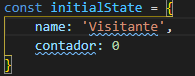 const initialState = {
    name: 'Visitante',
    contador: 0
}